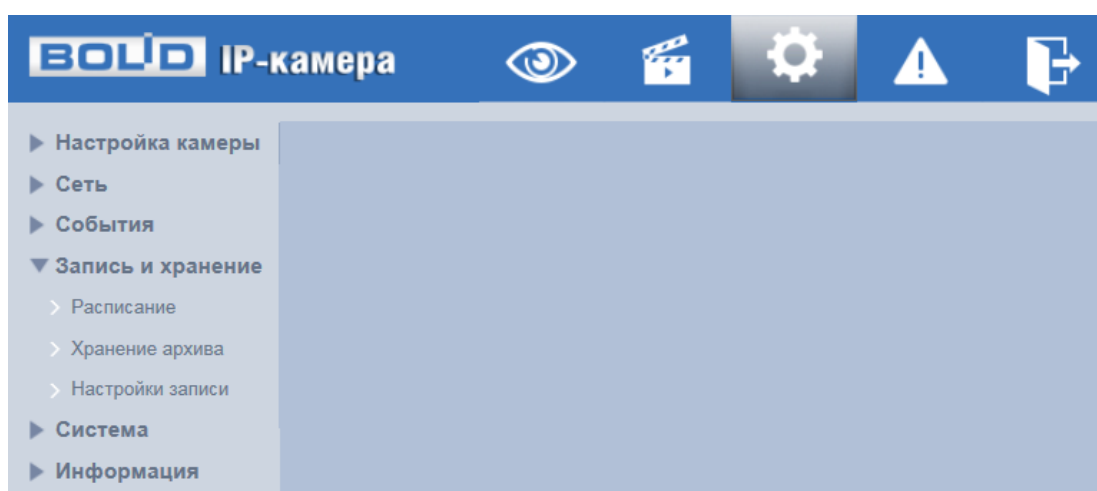 BOLID IP-камера
Настройка камеры
Сеть
События
Запись и хранение
Расписание
Хранение архива
Настройки записи
Система
Информация